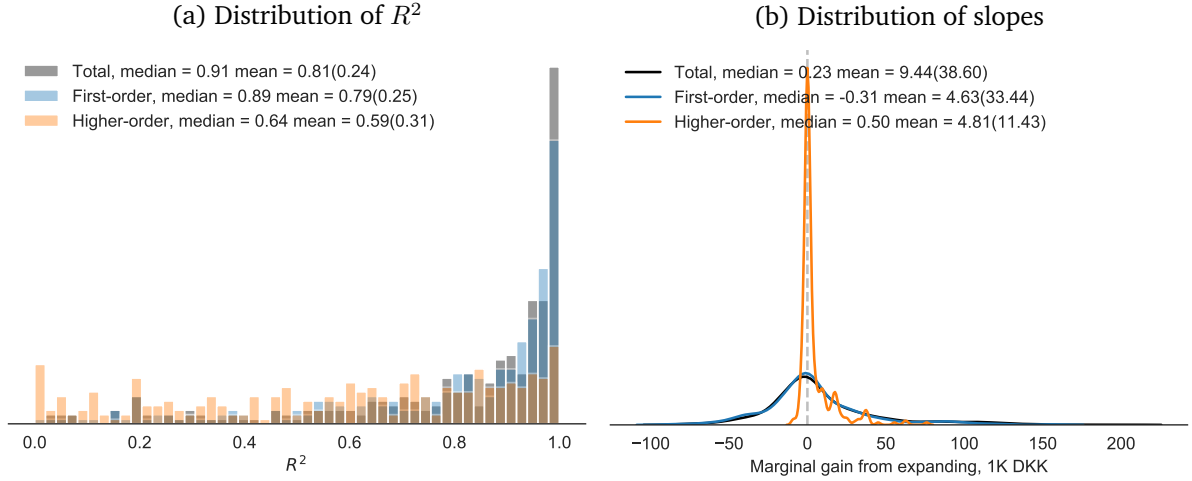 (a) Distribution of R²
Total, median = 0.91 mean = 0.81(0.24)
First-order, median = 0.89 mean = 0.79(0.25)
Higher-order, median = 0.64 mean = 0.59(0.31)
0.0 0.2 0.4 0.6 0.8 1.0
R²
(b) Distribution of slopes
Total, median = 0.23 mean = 9.44(38.60)
First-order, median = -0.31 mean = 4.63(33.44)
Higher-order, median = 0.50 mean = 4.81(11.43)
−100 −50 0 50 100 150 200
Marginal gain from expanding, 1K DKK